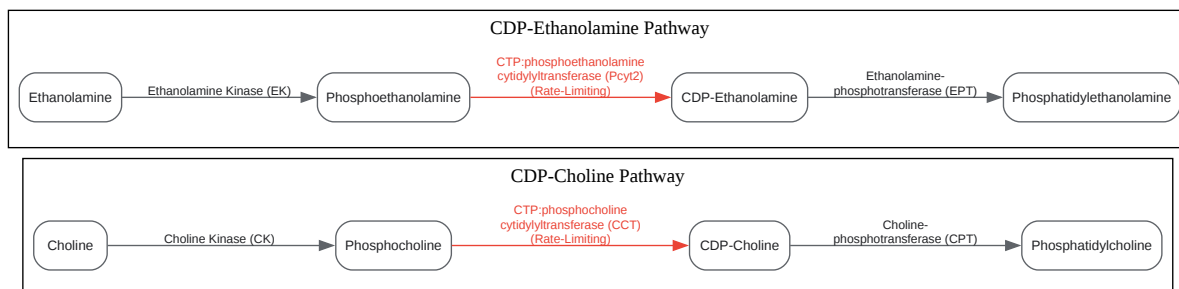 CDP-Ethanolamine Pathway
Ethanolamine
Ethanolamine Kinase (EK)
Phosphoethanolamine
CTP:phosphoethanolamine
cytidylyltransferase (Pcyt2)
(Rate-Limiting)
CDP-Ethanolamine
Ethanolamine-
phosphotransferase (EPT)
Phosphatidylethanolamine
CDP-Choline Pathway
Choline
Choline Kinase (CK)
Phosphocholine
CTP:phosphocholine
cytidylyltransferase (CCT)
(Rate-Limiting)
CDP-Choline
Choline-
phosphotransferase (CPT)
Phosphatidylcholine